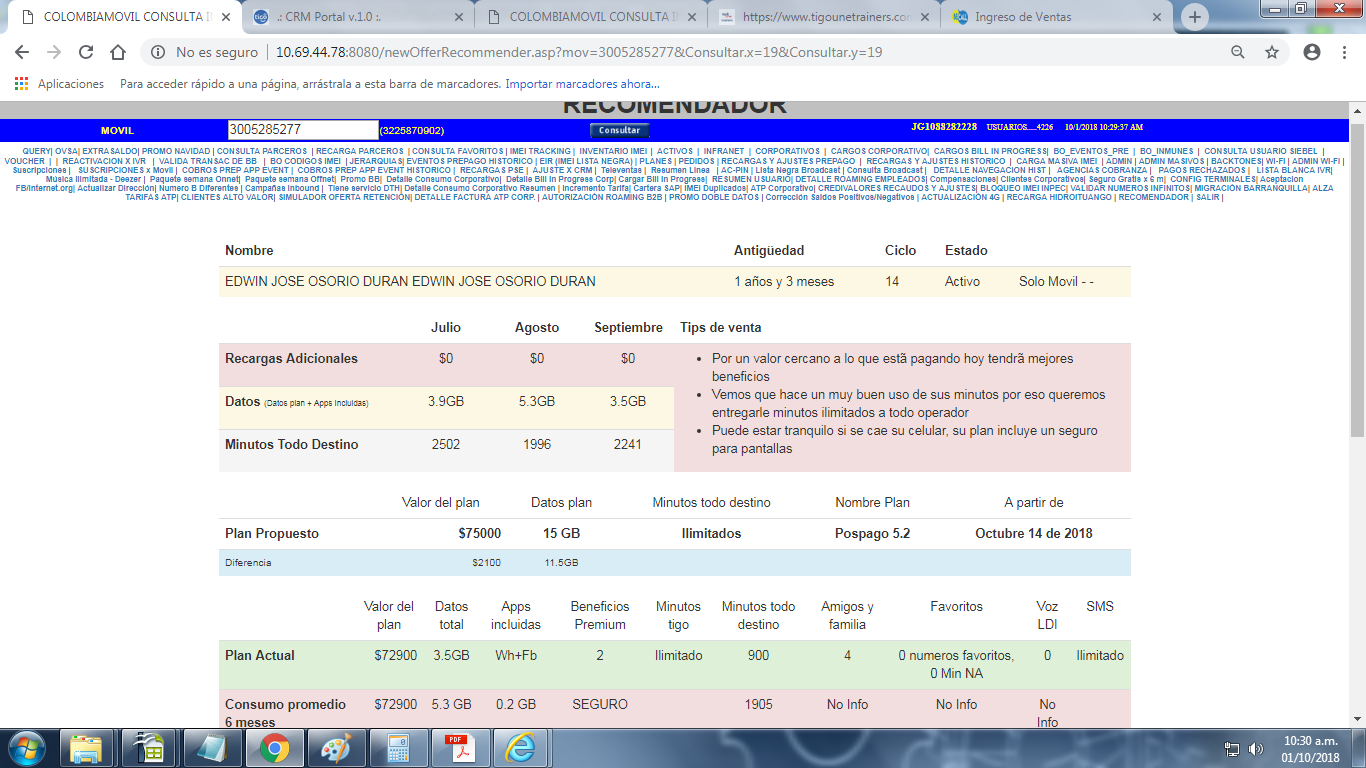 COLOMBIAMOVIL CONSULTA I
.: CRM Portal v.1.0 :.
COLOMBIAMOVIL CONSULTA I
https://www.tigounetrainers.com
Ingreso de Ventas
No es seguro | 10.69.44.78:8080/newOfferRecommender.asp?mov=3005285277&Consultar.x=19&Consultar.y=19
Aplicaciones Para acceder rápido a una página, arrástrala a esta barra de marcadores. Importar marcadores ahora...
RECOMENDADOR
MOVIL 3005285277 (3225870902) Consultar JG1088282228 USUARIOS.....4226 10/1/2018 10:29:37 AM
QUERY| OVSA| EXTRASALDO| PROMO NAVIDAD | CONSULTA PARCEROS | RECARGA PARCEROS | CONSULTA FAVORITOS | IMEI TRACKING | INVENTARIO IMEI | ACTIVOS | INFRANET | CORPORATIVOS | CARGOS CORPORATIVO| CARGOS BILL IN PROGRESS| BO_EVENTOS_PRE | BO_INMUNES | CONSULTA USUARIO SIEBEL |
VOUCHER | | REACTIVACION X IVR | VALIDA TRANSAC DE BB | BO CODIGOS IMEI | JERARQUIAS| EVENTOS PREPAGO HISTORICO | EIR (IMEI LISTA NEGRA) | PLANES | PEDIDOS | RECARGAS Y AJUSTES PREPAGO | RECARGAS Y AJUSTES HISTORICO | CARGA MASIVA IMEI | ADMIN | ADMIN MASIVOS | BACKTONES| WI-FI | ADMIN WI-FI |
Suscripciones | SUSCRIPCIONES x Movil | COBROS PREP APP EVENT | COBROS PREP APP EVENT HISTORICO | RECARGAS PSE | AJUSTE X CRM | Televentas | Resumen Linea | AC-PIN | Lista Negra Broadcast | Consulta Broadcast | DETALLE NAVEGACION HIST | AGENCIAS COBRANZA | PAGOS RECHAZADOS | LISTA BLANCA IVR|
Música Ilimitada - Deezer | Paquete semana Onnet| Paquete semana Offnet| Promo BB| Detalle Consumo Corporativo| Detalle Bill In Progress Corp| Cargar Bill In Progress| RESUMEN USUARIO| DETALLE ROAMING EMPLEADOS| Compensaciones| Clientes Corporativos| Seguro Gratis x 6 m| CONFIG TERMINALES| Aceptacion
FB/Internet.org| Actualizar Dirección| Numero B Diferentes | Campañas Inbound | Tiene servicio DTH| Detalle Consumo Corporativo Resumen | Incremento Tarifa| Cartera SAP| IMEI Duplicados| ATP Corporativo| CREDIVALORES RECAUDOS Y AJUSTES| BLOQUEO IMEI INPEC| VALIDAR NUMEROS INFINITOS| MIGRACIÓN BARRANQUILLA| ALZA
TARIFAS ATP| CLIENTES ALTO VALOR| SIMULADOR OFERTA RETENCIÓN| DETALLE FACTURA ATP CORP. | AUTORIZACIÓN ROAMING B2B | PROMO DOBLE DATOS | Corrección Saldos Positivos/Negativos | ACTUALIZACIÓN 4G | RECARGA HIDROITUANGO | RECOMENDADOR | SALIR |
Nombre Antigüedad Ciclo Estado
EDWIN JOSE OSORIO DURAN EDWIN JOSE OSORIO DURAN 1 años y 3 meses 14 Activo Solo Movil - -
Julio Agosto Septiembre Tips de venta
Recargas Adicionales $0 $0 $0
Datos (Datos plan + Apps Incluidas) 3.9GB 5.3GB 3.5GB
Minutos Todo Destino 2502 1996 2241
• Por un valor cercano a lo que estã pagando hoy tendrã mejores
beneficios
• Vemos que hace un muy buen uso de sus minutos por eso queremos
entregarle minutos ilimitados a todo operador
• Puede estar tranquilo si se cae su celular, su plan incluye un seguro
para pantallas
Valor del plan Datos plan Minutos todo destino Nombre Plan A partir de
Plan Propuesto $75000 15 GB Ilimitados Pospago 5.2 Octubre 14 de 2018
Diferencia $2100 11.5GB
Valor del Datos Apps Beneficios Minutos Minutos todo Amigos y Favoritos Voz SMS
plan total incluidas Premium tigo destino familia LDI
Plan Actual $72900 3.5GB Wh+Fb 2 Ilimitado 900 4 0 numeros favoritos, 0 Ilimitado
0 Min NA
Consumo promedio $72900 5.3 GB 0.2 GB SEGURO 1905 No Info No Info No
6 meses Info
10:30 a.m.
01/10/2018